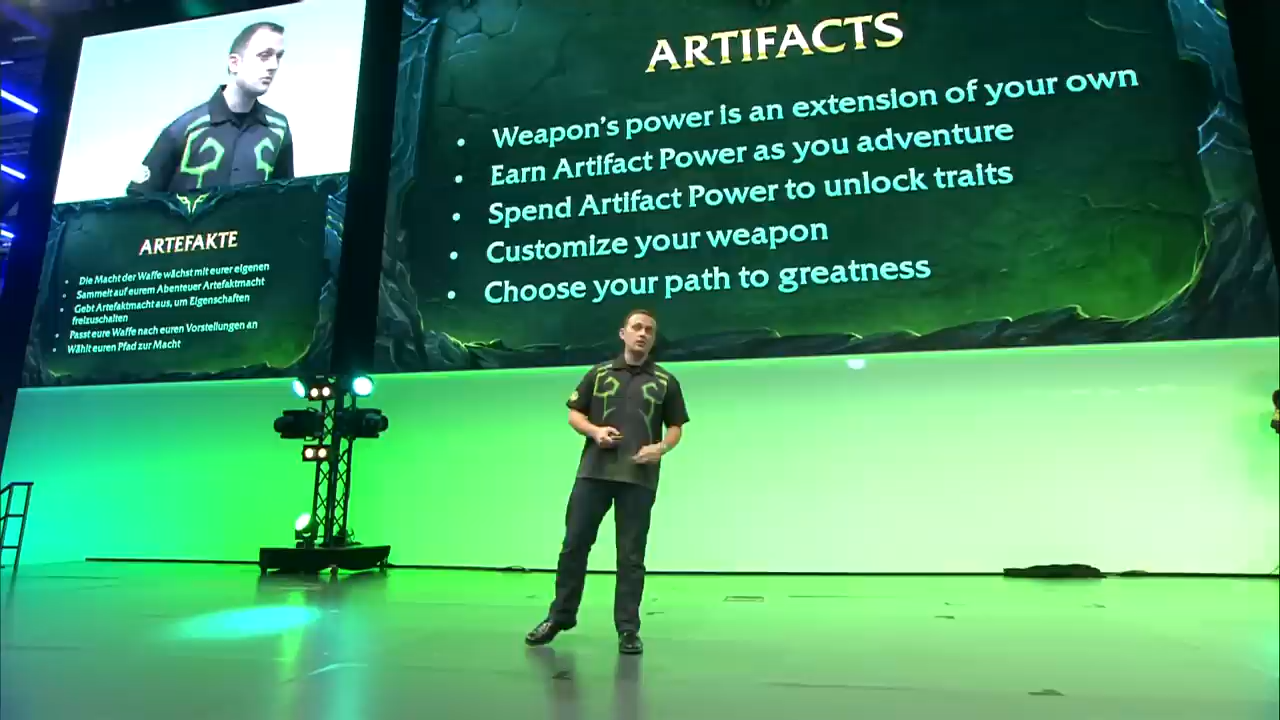 ARTIFACTS
• Weapon's power is an extension of your own
• Earn Artifact Power as you adventure
• Spend Artifact Power to unlock traits
• Customize your weapon
• Choose your path to greatness
ARTEFAKTE
• Die Macht der Waffe wächst mit eurer eigenen
• Sammelt auf eurem Abenteuer Artefaktmacht
• Gebt Artefaktmacht aus, um Eigenschaften
freizuschalten
• Passt eure Waffe nach euren Vorstellungen an
• Wählt euren Pfad zur Macht